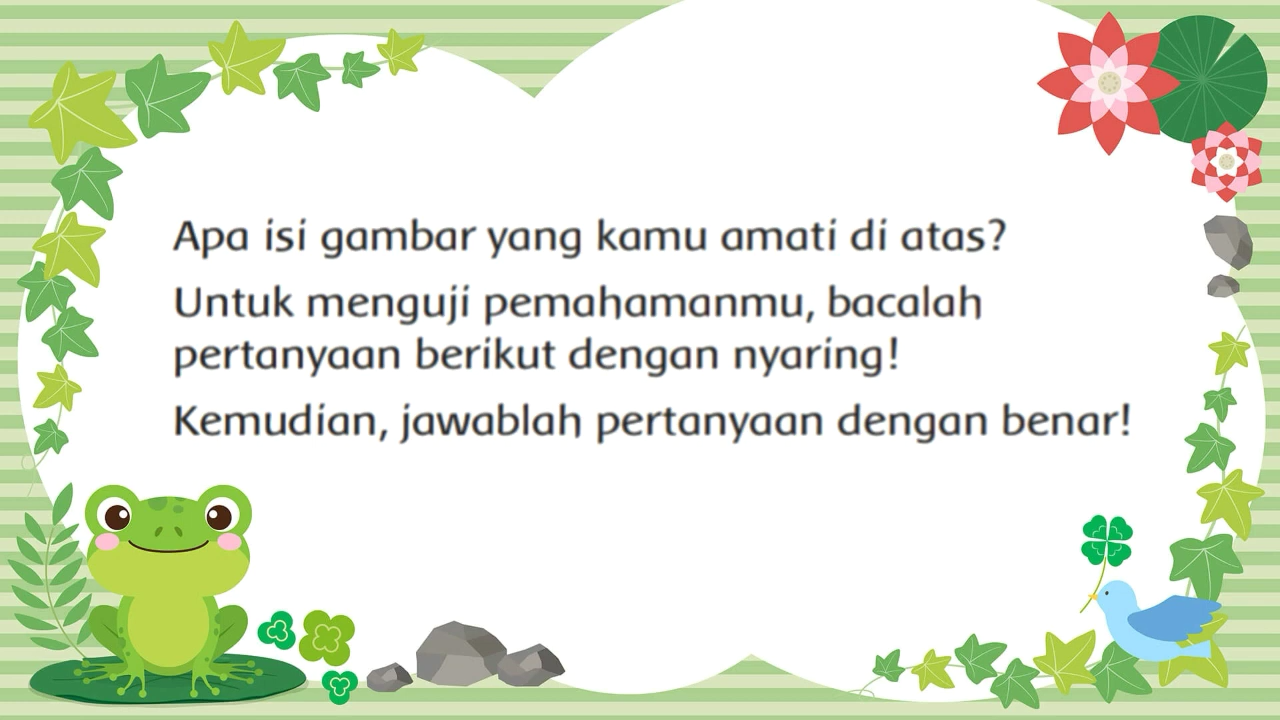 Apa isi gambar yang kamu amati di atas?
Untuk menguji pemahamanmu, bacalah
pertanyaan berikut dengan nyaring!
Kemudian, jawablah pertanyaan dengan benar!